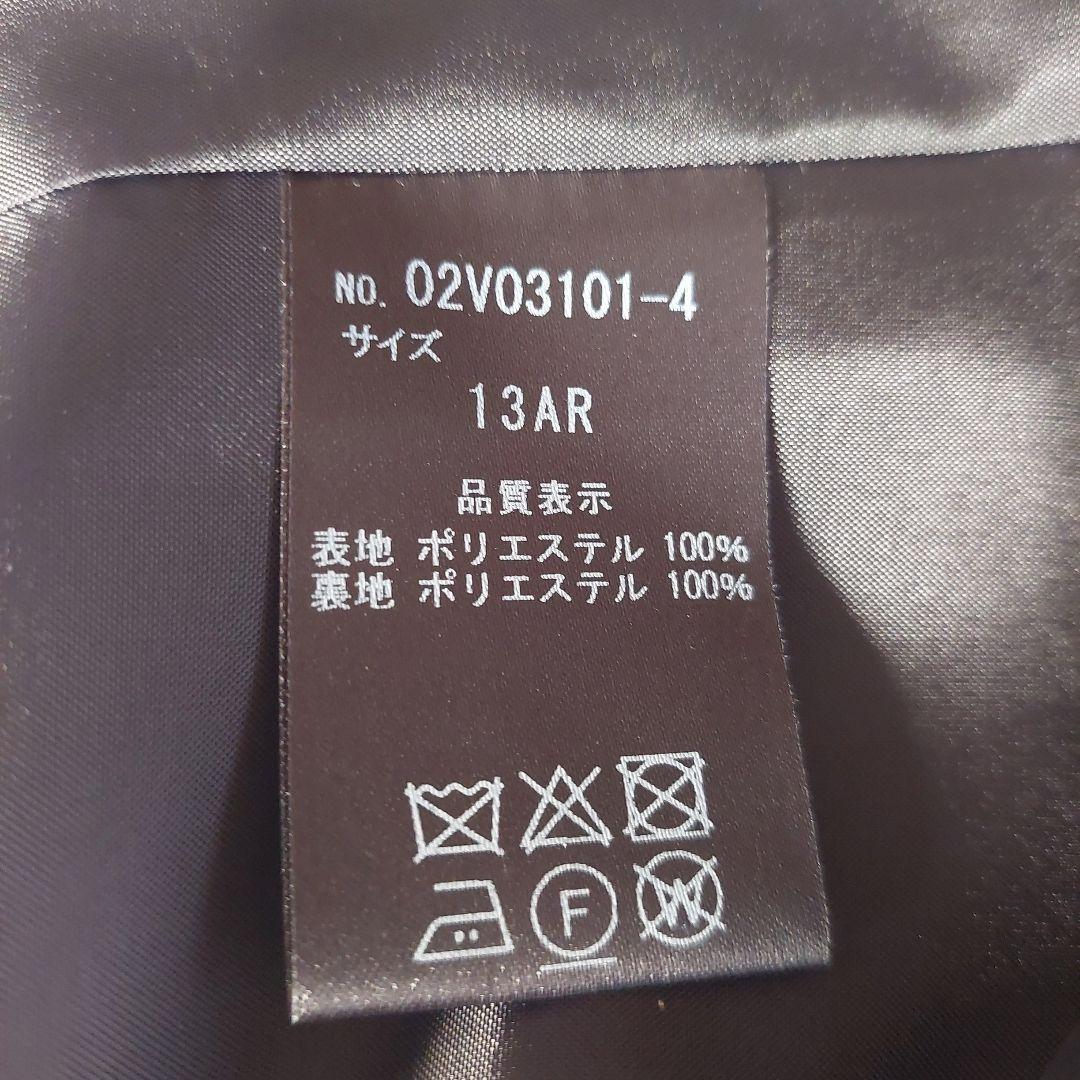 NO. 02V03101-4
サイズ
13AR
品質表示
表地 ポリエステル 100%
裏地 ポリエステル 100%
F
W